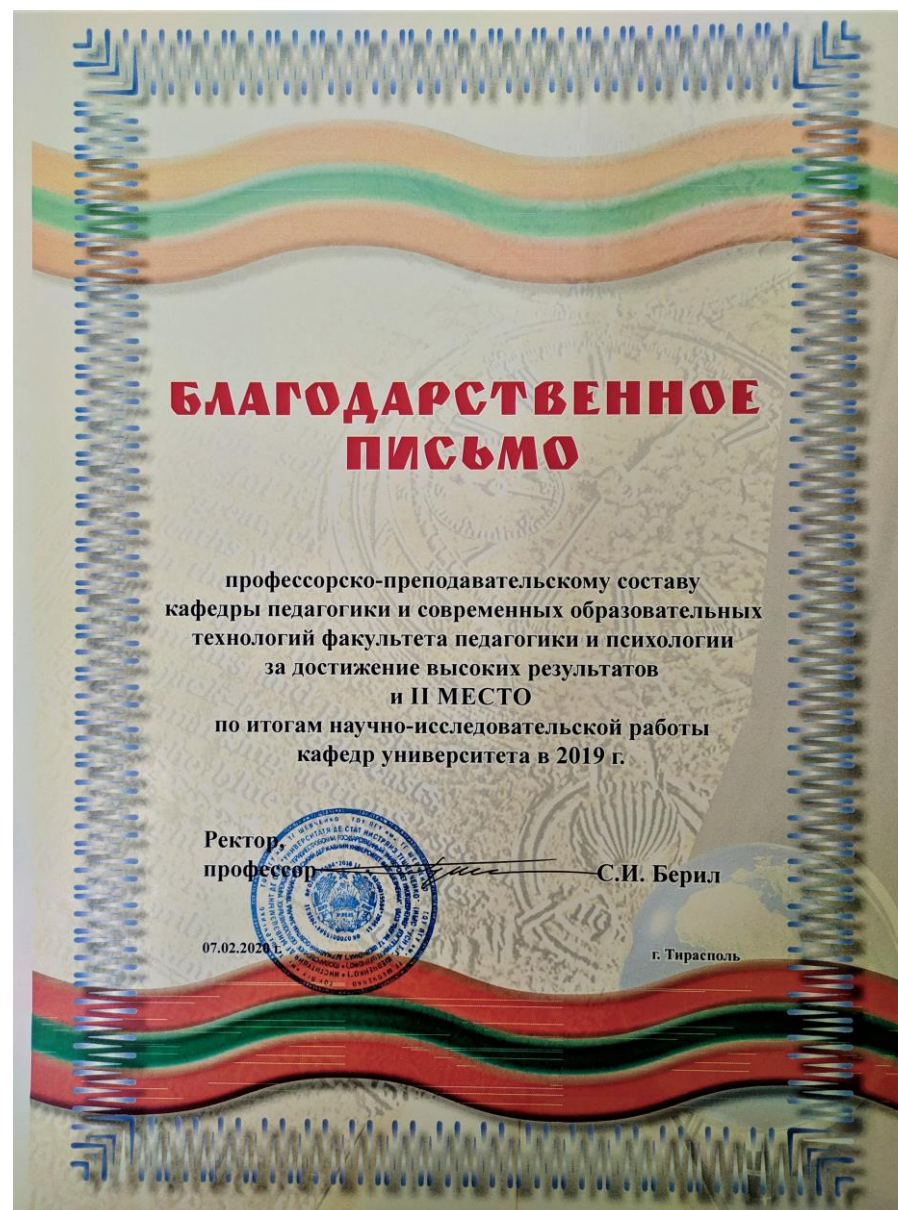 БЛАГОДАРСТВЕННОЕ
ПИСЬМО
профессорско-преподавательскому составу
кафедры педагогики и современных образовательных
технологий факультета педагогики и психологии
за достижение высоких результатов
и II МЕСТО
по итогам научно-исследовательской работы
кафедр университета в 2019 г.
Ректор,
профессор
С.И. Берил
07.02.2020 г.
г. Тирасполь